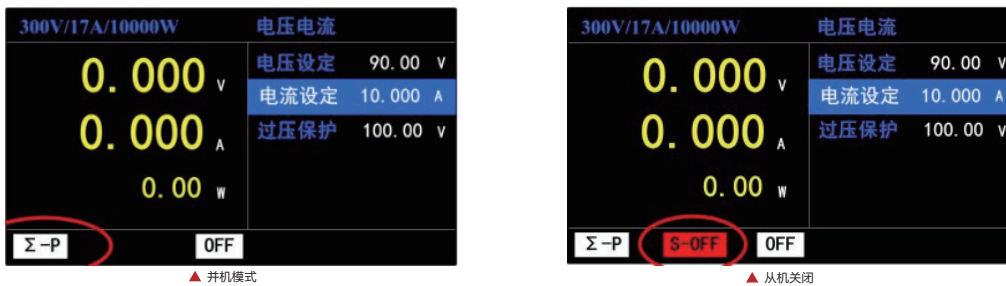 300V/17A/10000W 电压电流
0.000 V
电压设定 90.00 V
电流设定 10.000 A
0.000 A
过压保护 100.00 V
0.00 W
Σ-P OFF
▲ 并机模式
300V/17A/10000W 电压电流
0.000 V
电压设定 90.00 V
电流设定 10.000 A
0.000 A
过压保护 100.00 V
0.00 W
Σ-P S-OFF OFF
▲ 从机关闭